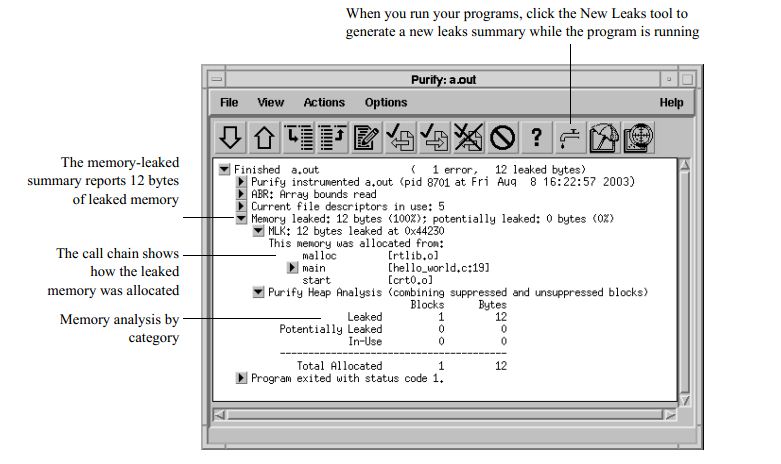 When you run your programs, click the New Leaks tool to
generate a new leaks summary while the program is running
Purify: a.out
File View Actions Options Help
?
Finished a.out ( 1 error, 12 leaked bytes)
Purify instrumented a.out (pid 8701 at Fri Aug 8 16:22:57 2003)
ABR: Array bounds read
Current file descriptors in use: 5
Memory leaked: 12 bytes (100%); potentially leaked: 0 bytes (0%)
MLK: 12 bytes leaked at 0x44230
This memory was allocated from:
malloc [rtlib.o]
main [hello_world.c:19]
start [crt0.o]
Purify Heap Analysis (combining suppressed and unsuppressed blocks)
Blocks Bytes
Leaked 1 12
Potentially Leaked 0 0
In-Use 0 0
----------------------------------------
Total Allocated 1 12
Program exited with status code 1.
The memory-leaked
summary reports 12 bytes
of leaked memory
The call chain shows
how the leaked
memory was allocated
Memory analysis by
category